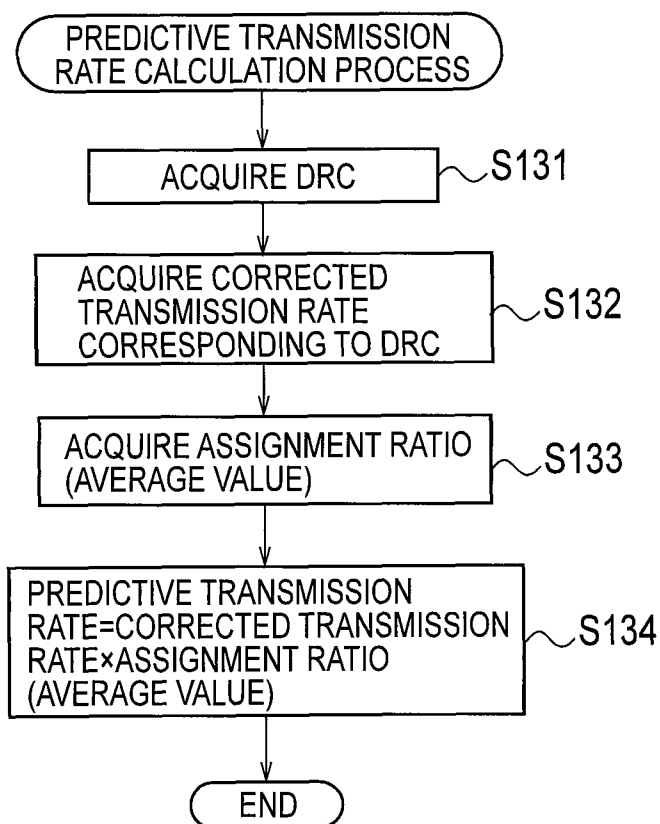 PREDICTIVE TRANSMISSION
RATE CALCULATION PROCESS
ACQUIRE DRC
S131
ACQUIRE CORRECTED
TRANSMISSION RATE
CORRESPONDING TO DRC
S132
ACQUIRE ASSIGNMENT RATIO
(AVERAGE VALUE)
S133
PREDICTIVE TRANSMISSION
RATE=CORRECTED TRANSMISSION
RATE×ASSIGNMENT RATIO
(AVERAGE VALUE)
S134
END